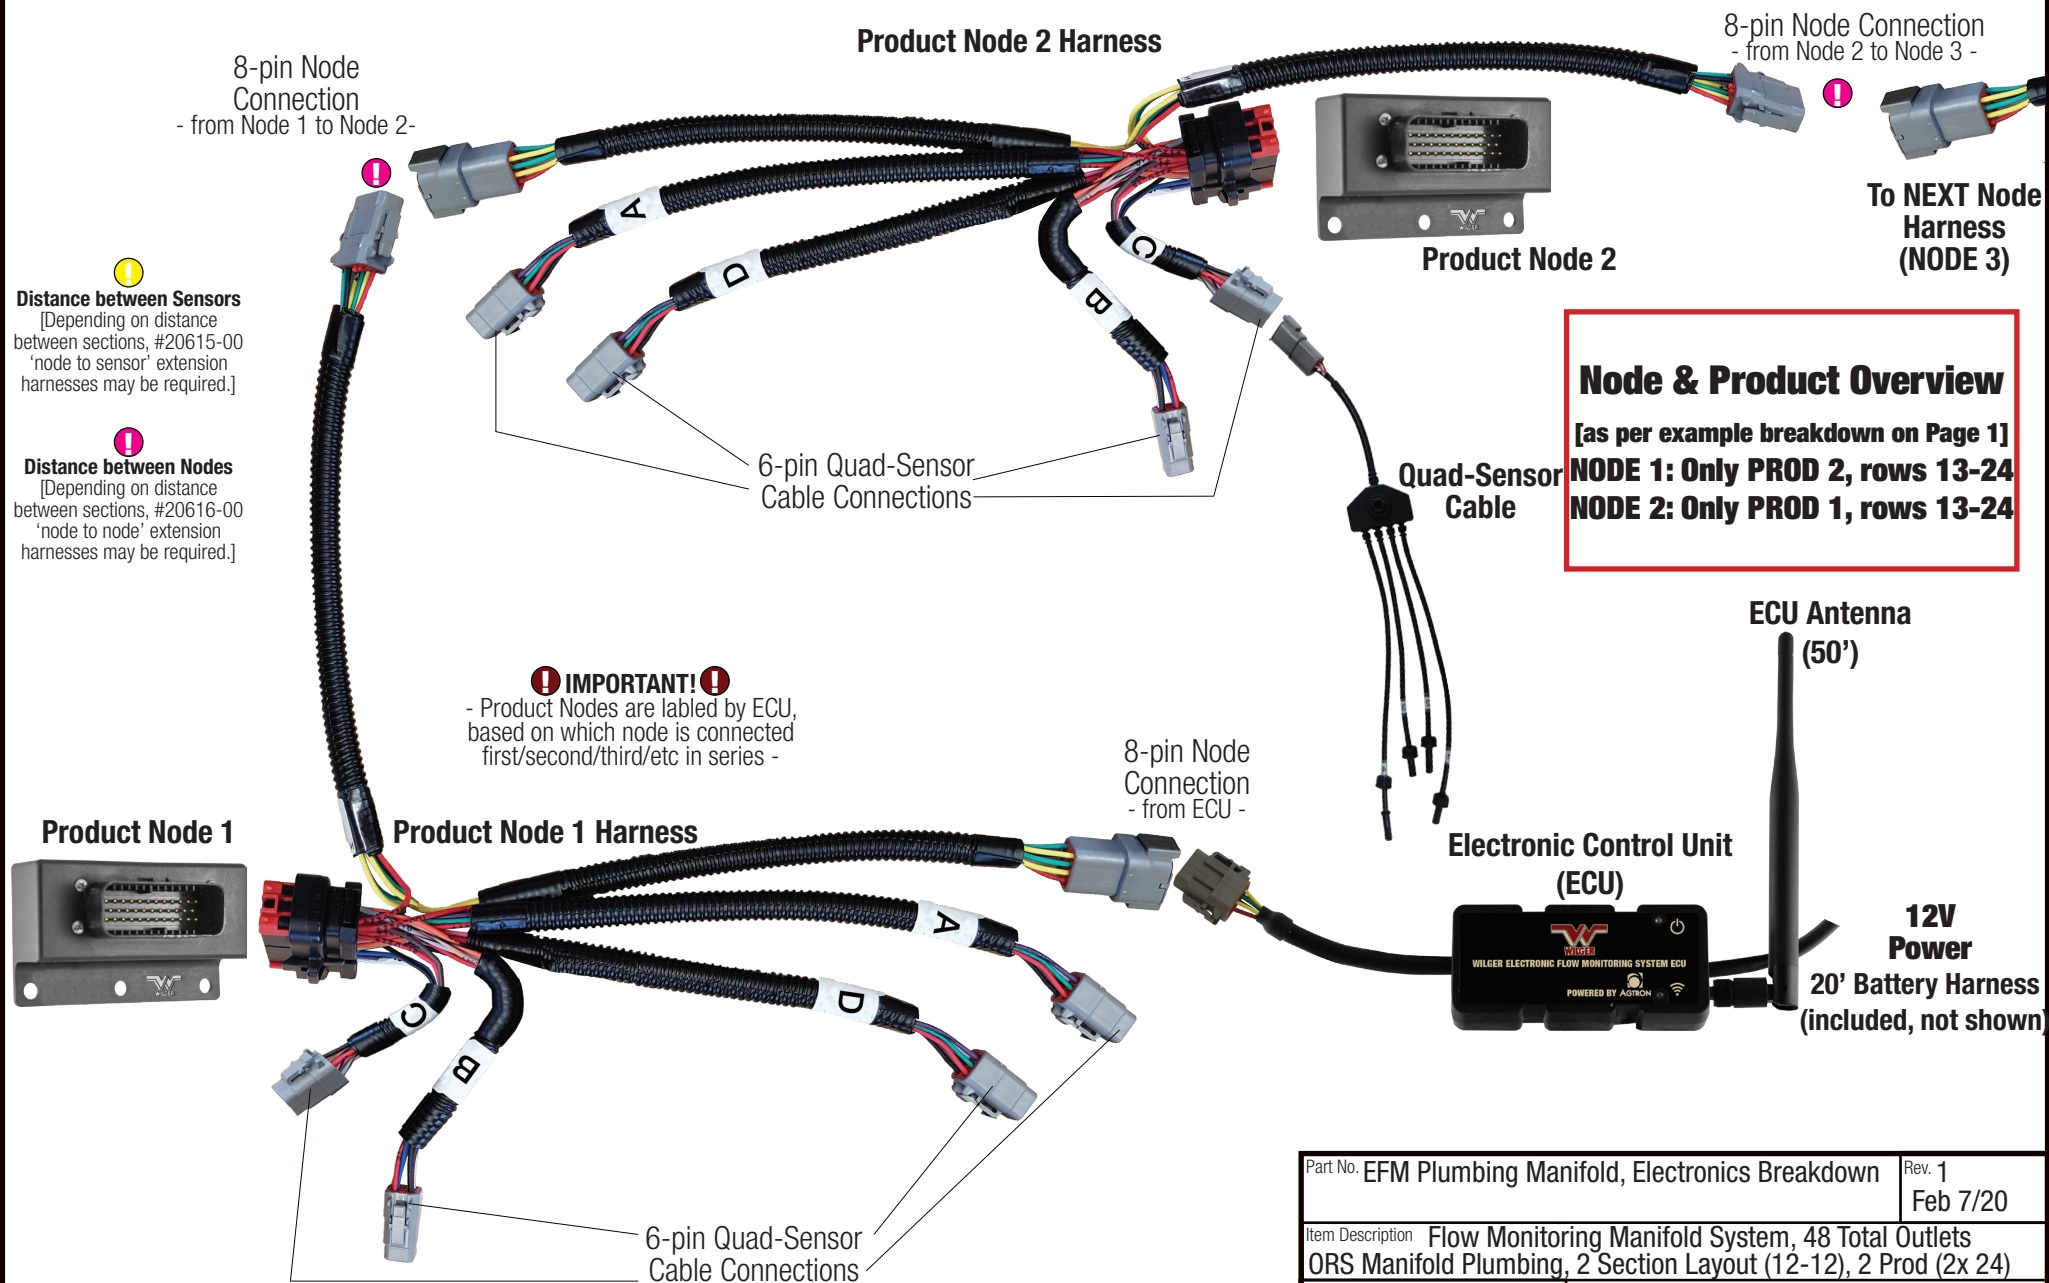 Product Node 2 Harness
8-pin Node Connection
- from Node 2 to Node 3 -
8-pin Node
Connection
- from Node 1 to Node 2-
!
!
To NEXT Node
Harness
(NODE 3)
WILGER
Product Node 2
A
D
B
C
!
Distance between Sensors
[Depending on distance
between sections, #20615-00
‘node to sensor’ extension
harnesses may be required.]
!
Distance between Nodes
[Depending on distance
between sections, #20616-00
‘node to node’ extension
harnesses may be required.]
6-pin Quad-Sensor
Cable Connections
Quad-Sensor
Cable
Node & Product Overview
[as per example breakdown on Page 1]
NODE 1: Only PROD 2, rows 13-24
NODE 2: Only PROD 1, rows 13-24
ECU Antenna
(50’)
! IMPORTANT! !
- Product Nodes are labled by ECU,
based on which node is connected
first/second/third/etc in series -
8-pin Node
Connection
- from ECU -
Product Node 1
Product Node 1 Harness
WILGER
A
D
C
B
Electronic Control Unit
(ECU)
WILGER
WILGER ELECTRONIC FLOW MONITORING SYSTEM ECU
POWERED BY AGTRON
12V
Power
20’ Battery Harness
(included, not shown)
6-pin Quad-Sensor
Cable Connections
Part No. EFM Plumbing Manifold, Electronics Breakdown
Rev. 1
Feb 7/20
Item Description Flow Monitoring Manifold System, 48 Total Outlets
ORS Manifold Plumbing, 2 Section Layout (12-12), 2 Prod (2x 24)